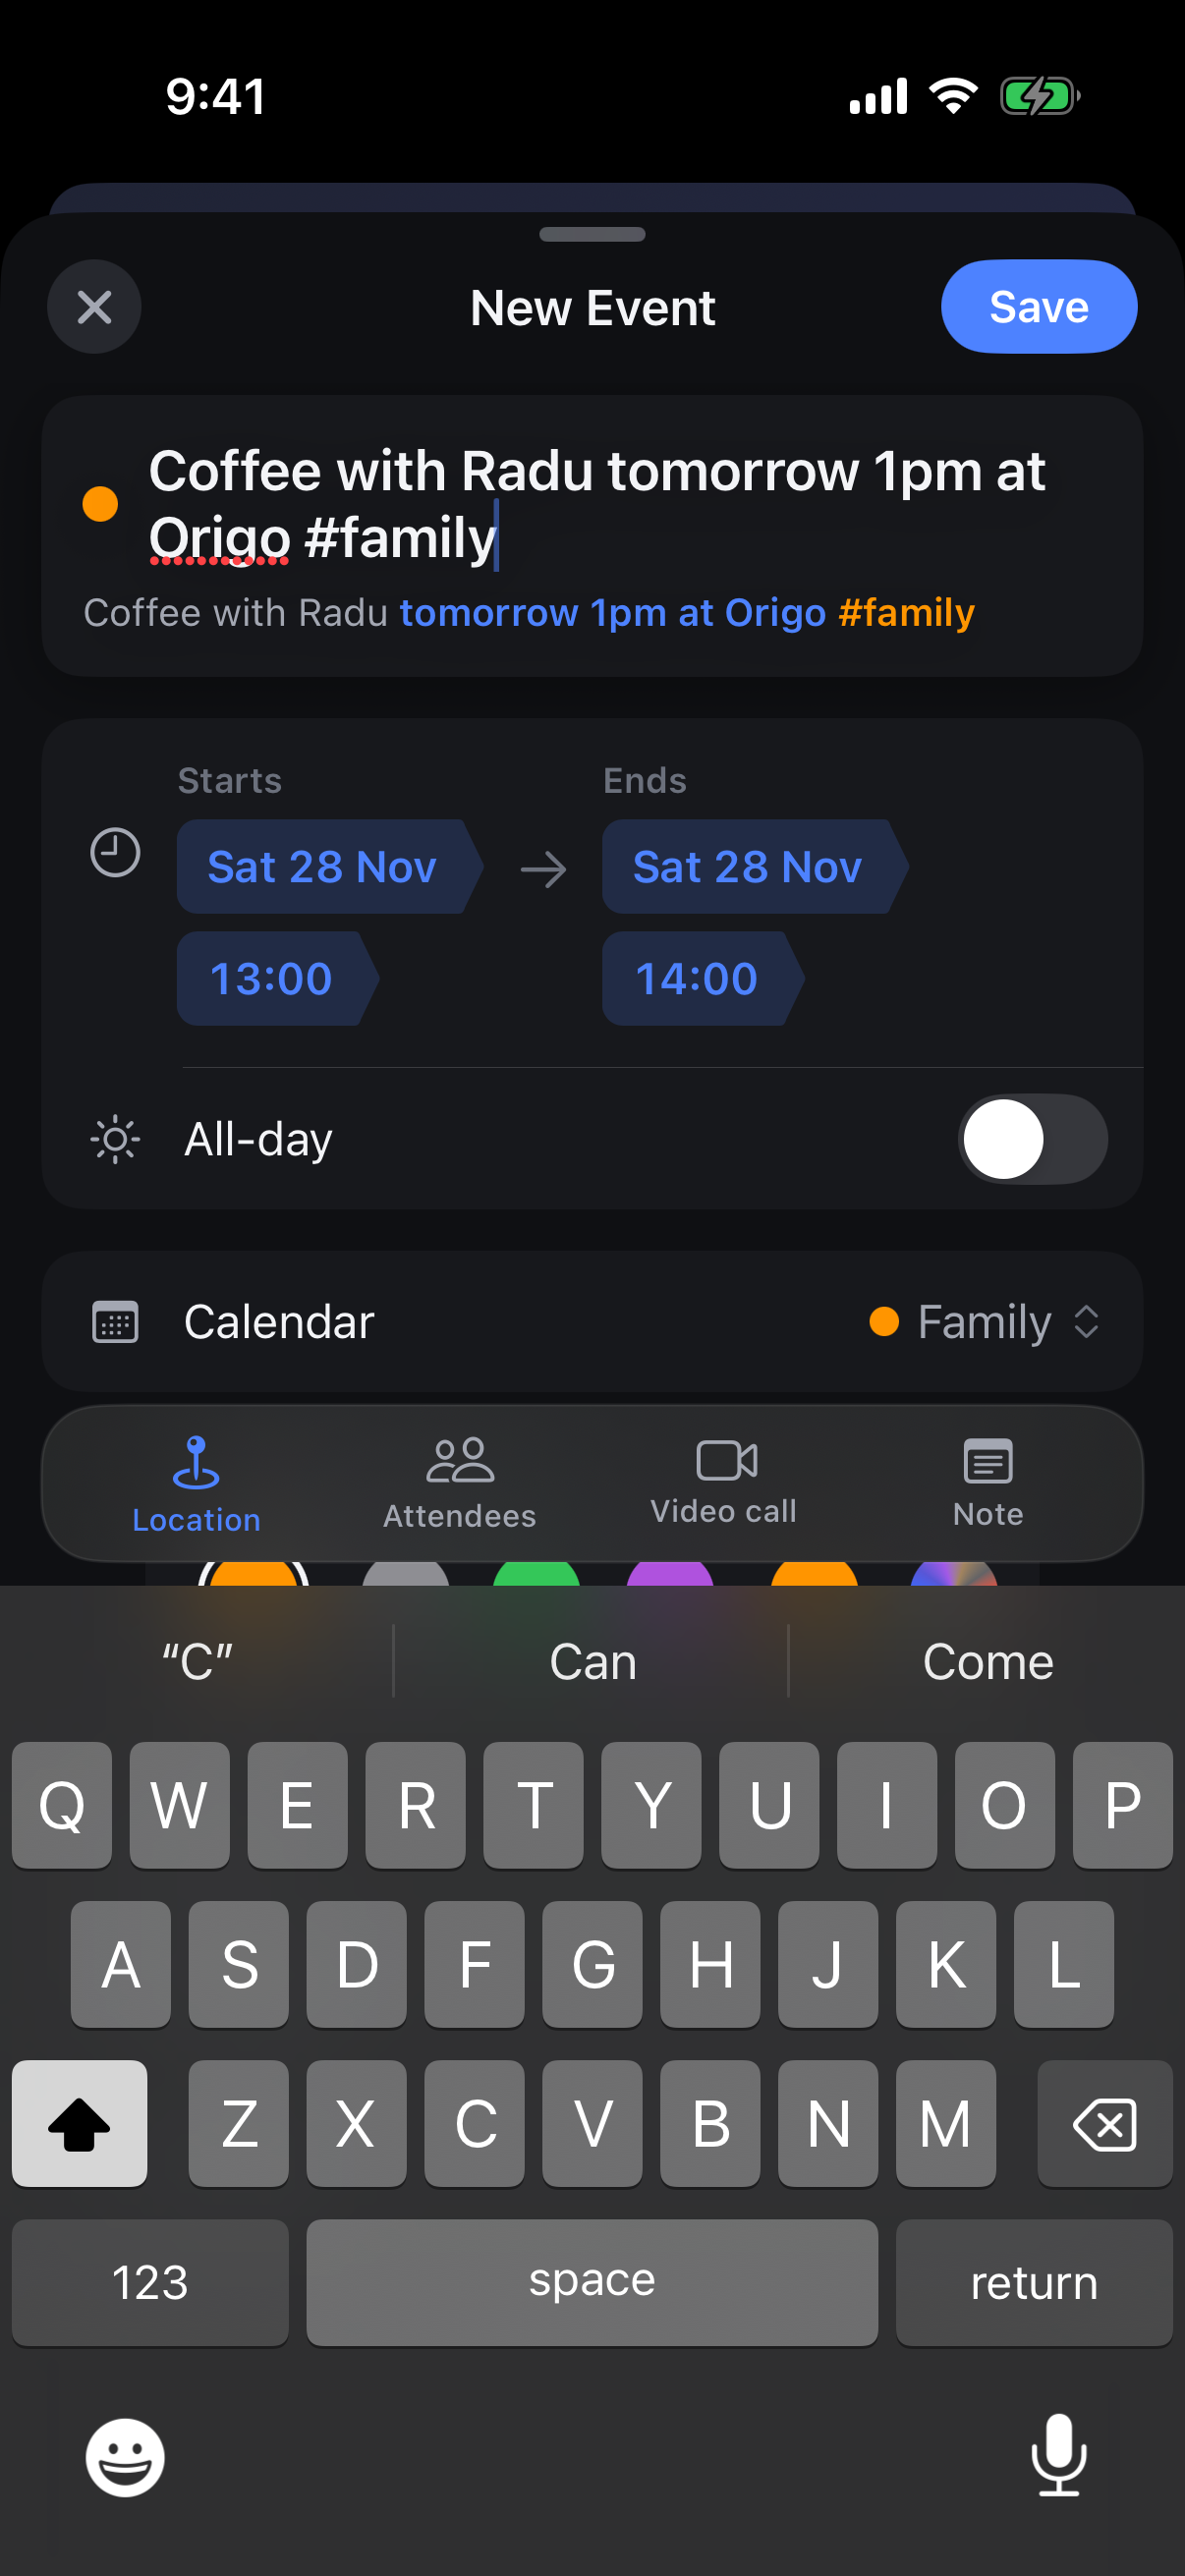 9:41
New Event
Save
Coffee with Radu tomorrow 1pm at
Origo #family
Coffee with Radu tomorrow 1pm at Origo #family
Starts
Ends
Sat 28 Nov
Sat 28 Nov
13:00
14:00
All-day
Calendar
Family
Location
Attendees
Video call
Note
“C”
Can
Come
Q W E R T Y U I O P
A S D F G H J K L
Z X C V B N M
123
space
return